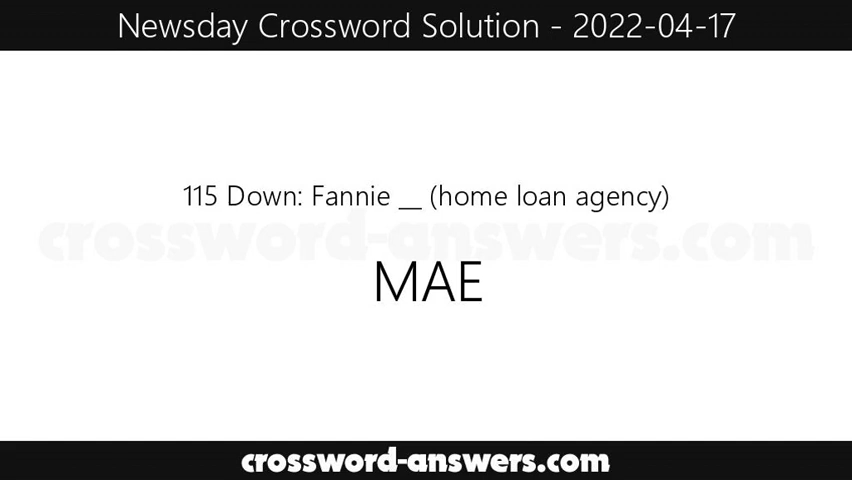 Newsday Crossword Solution - 2022-04-17
115 Down: Fannie __ (home loan agency)
crossword-answers.com
MAE
crossword-answers.com